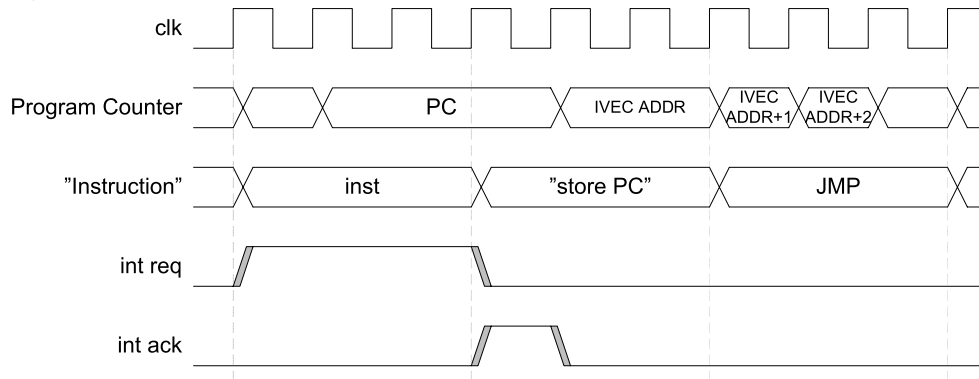 clk
Program Counter
PC
IVEC ADDR
IVEC
ADDR+1
IVEC
ADDR+2
”Instruction”
inst
”store PC”
JMP
int req
int ack